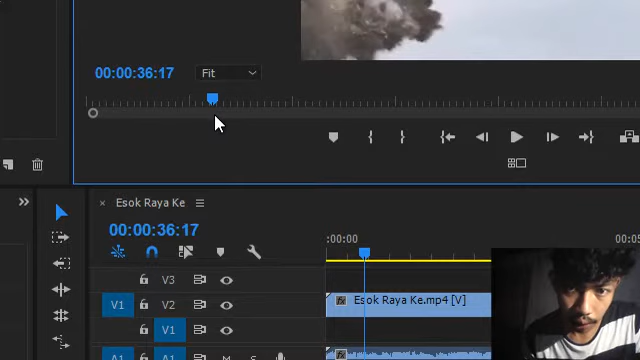 00:00:36:17 Fit
Esok Raya Ke
00:00:36:17
:00:00 00:05
V3
V1 V2 Esok Raya Ke.mp4 [V]
V1
A1 A1 M S